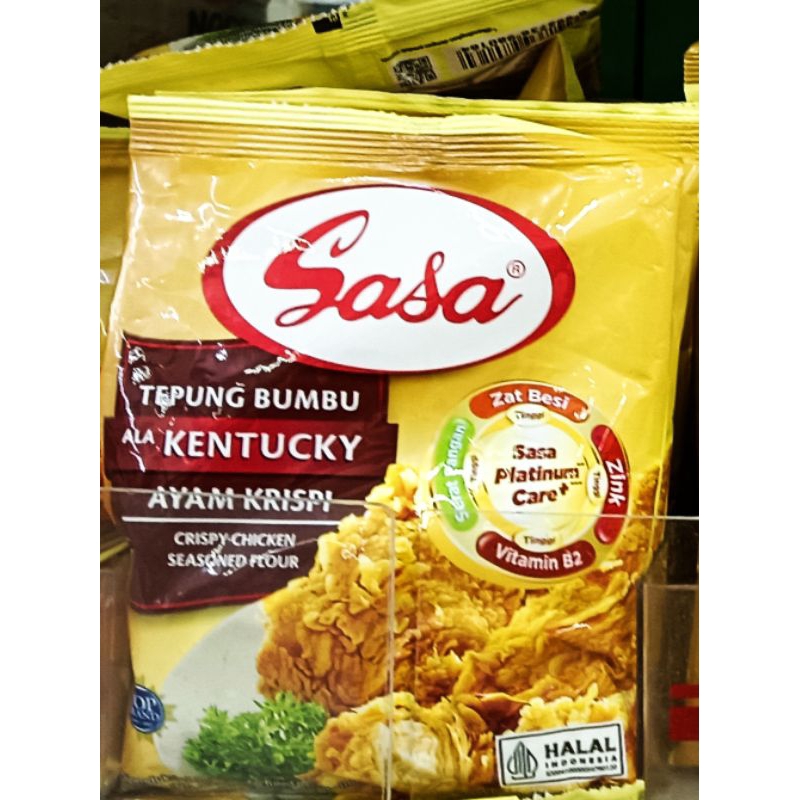 Sasa®
TEPUNG BUMBU
ALA KENTUCKY
AYAM KRISPI
CRISPY CHICKEN
SEASONED FLOUR
Zat Besi
Tinggi
Zink
Tinggi
Vitamin B2
Tinggi
Serat Pangan
Tinggi
Sasa
Platinum
Care+
HALAL
INDONESIA